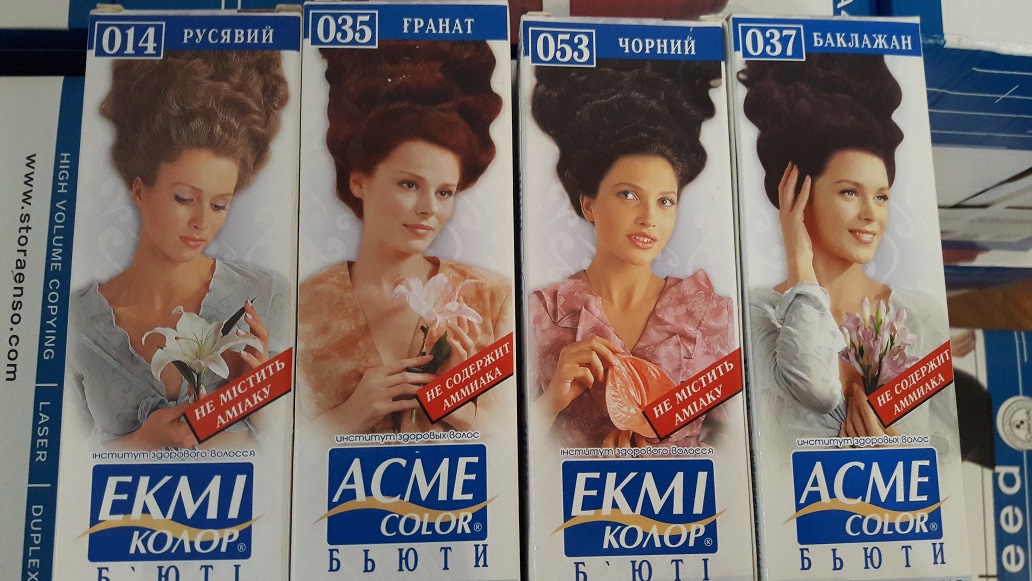 www.storaenso.com
HIGH VOLUME COPYING | LASER | DUPLEX
014 РУСЯВИЙ
НЕ МІСТИТЬ
АМІАКУ
інститут здорового волосся
ЕКМІ
КОЛОР®
Б`ЮТІ
035 ҐРАНАТ
НЕ СОДЕРЖИТ
АММИАКА
институт здоровых волос
ACME
COLOR®
БЬЮТИ
053 ЧОРНИЙ
НЕ МІСТИТЬ
АМІАКУ
інститут здорового волосся
ЕКМІ
КОЛОР®
Б`ЮТІ
037 БАКЛАЖАН
НЕ СОДЕРЖИТ
АММИАКА
институт здоровых волос
ACME
COLOR®
БЬЮТИ
eed